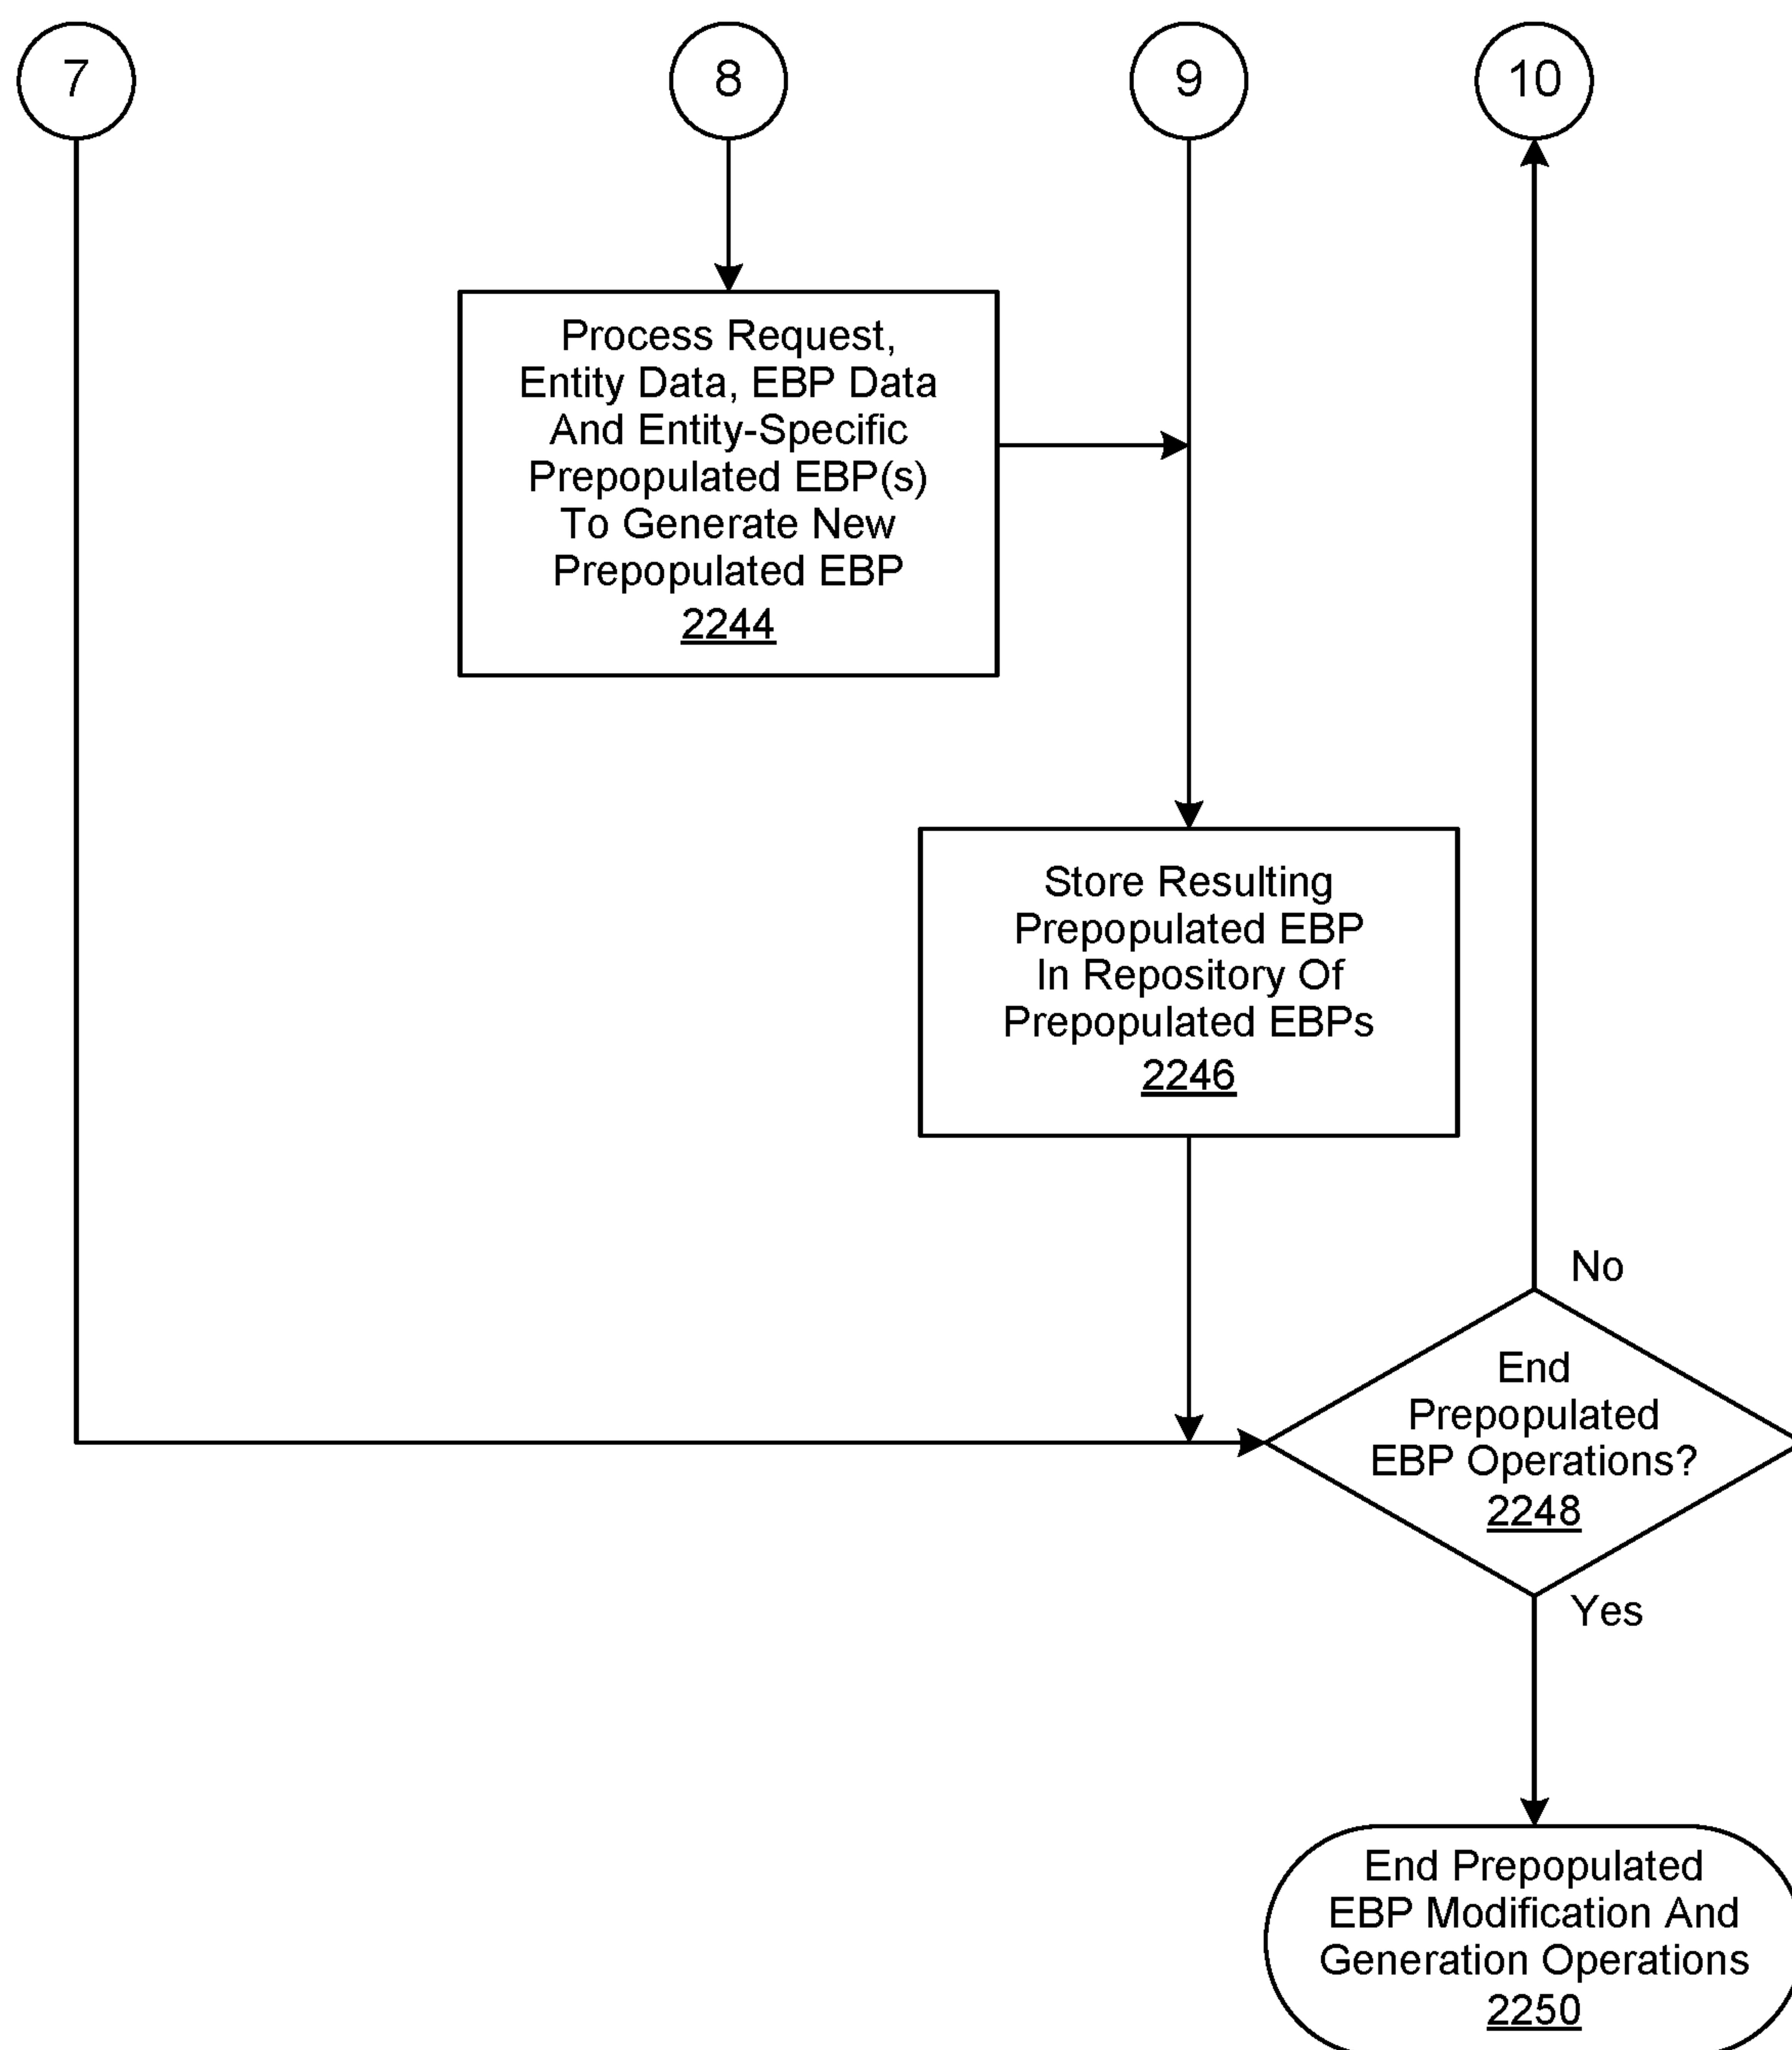 7
8
9
10
Process Request,
Entity Data, EBP Data
And Entity-Specific
Prepopulated EBP(s)
To Generate New
Prepopulated EBP
2244
Store Resulting
Prepopulated EBP
In Repository Of
Prepopulated EBPs
2246
No
End
Prepopulated
EBP Operations?
2248
Yes
End Prepopulated
EBP Modification And
Generation Operations
2250